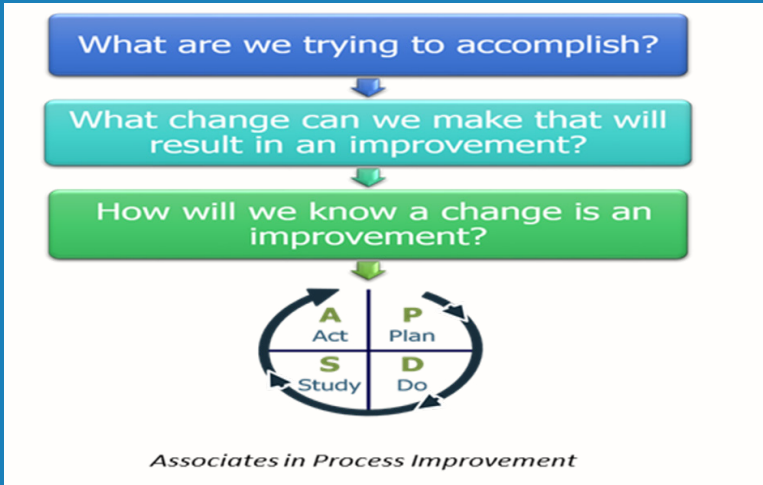 What are we trying to accomplish?
What change can we make that will
result in an improvement?
How will we know a change is an
improvement?
A P
Act Plan
S D
Study Do
Associates in Process Improvement